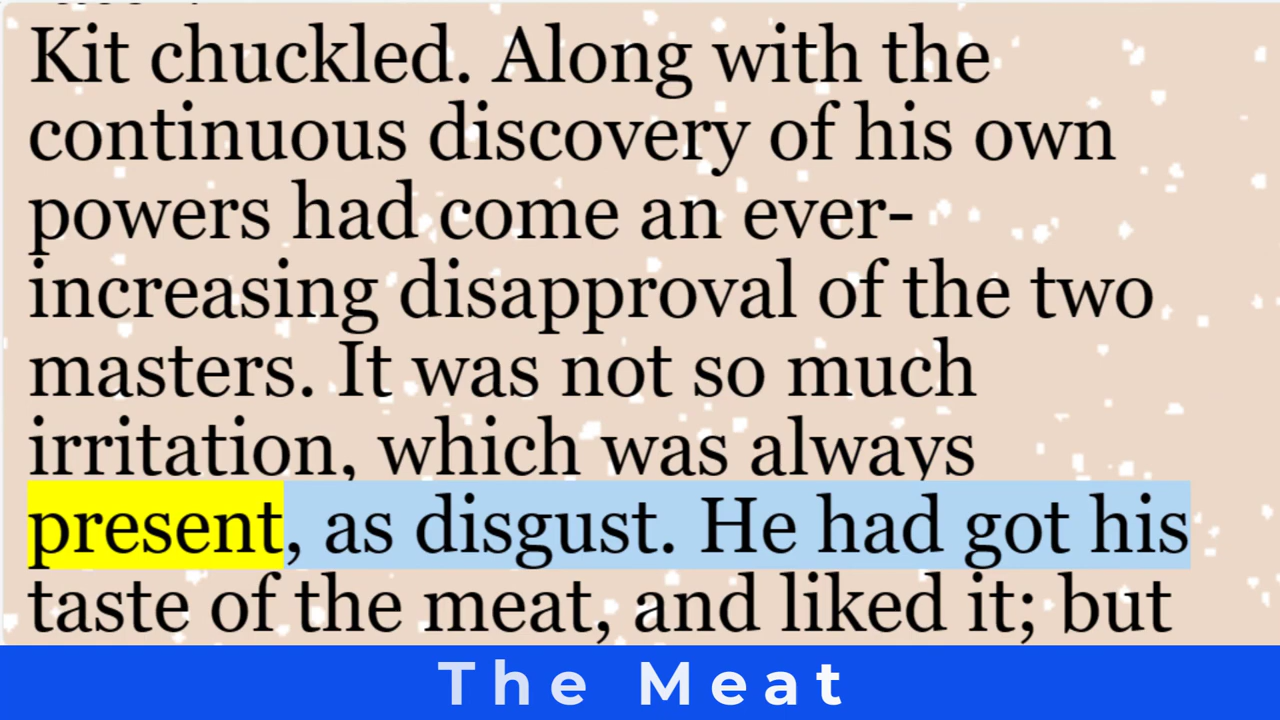 Kit chuckled. Along with the
continuous discovery of his own
powers had come an ever-
increasing disapproval of the two
masters. It was not so much
irritation, which was always
present, as disgust. He had got his
taste of the meat, and liked it; but
The Meat